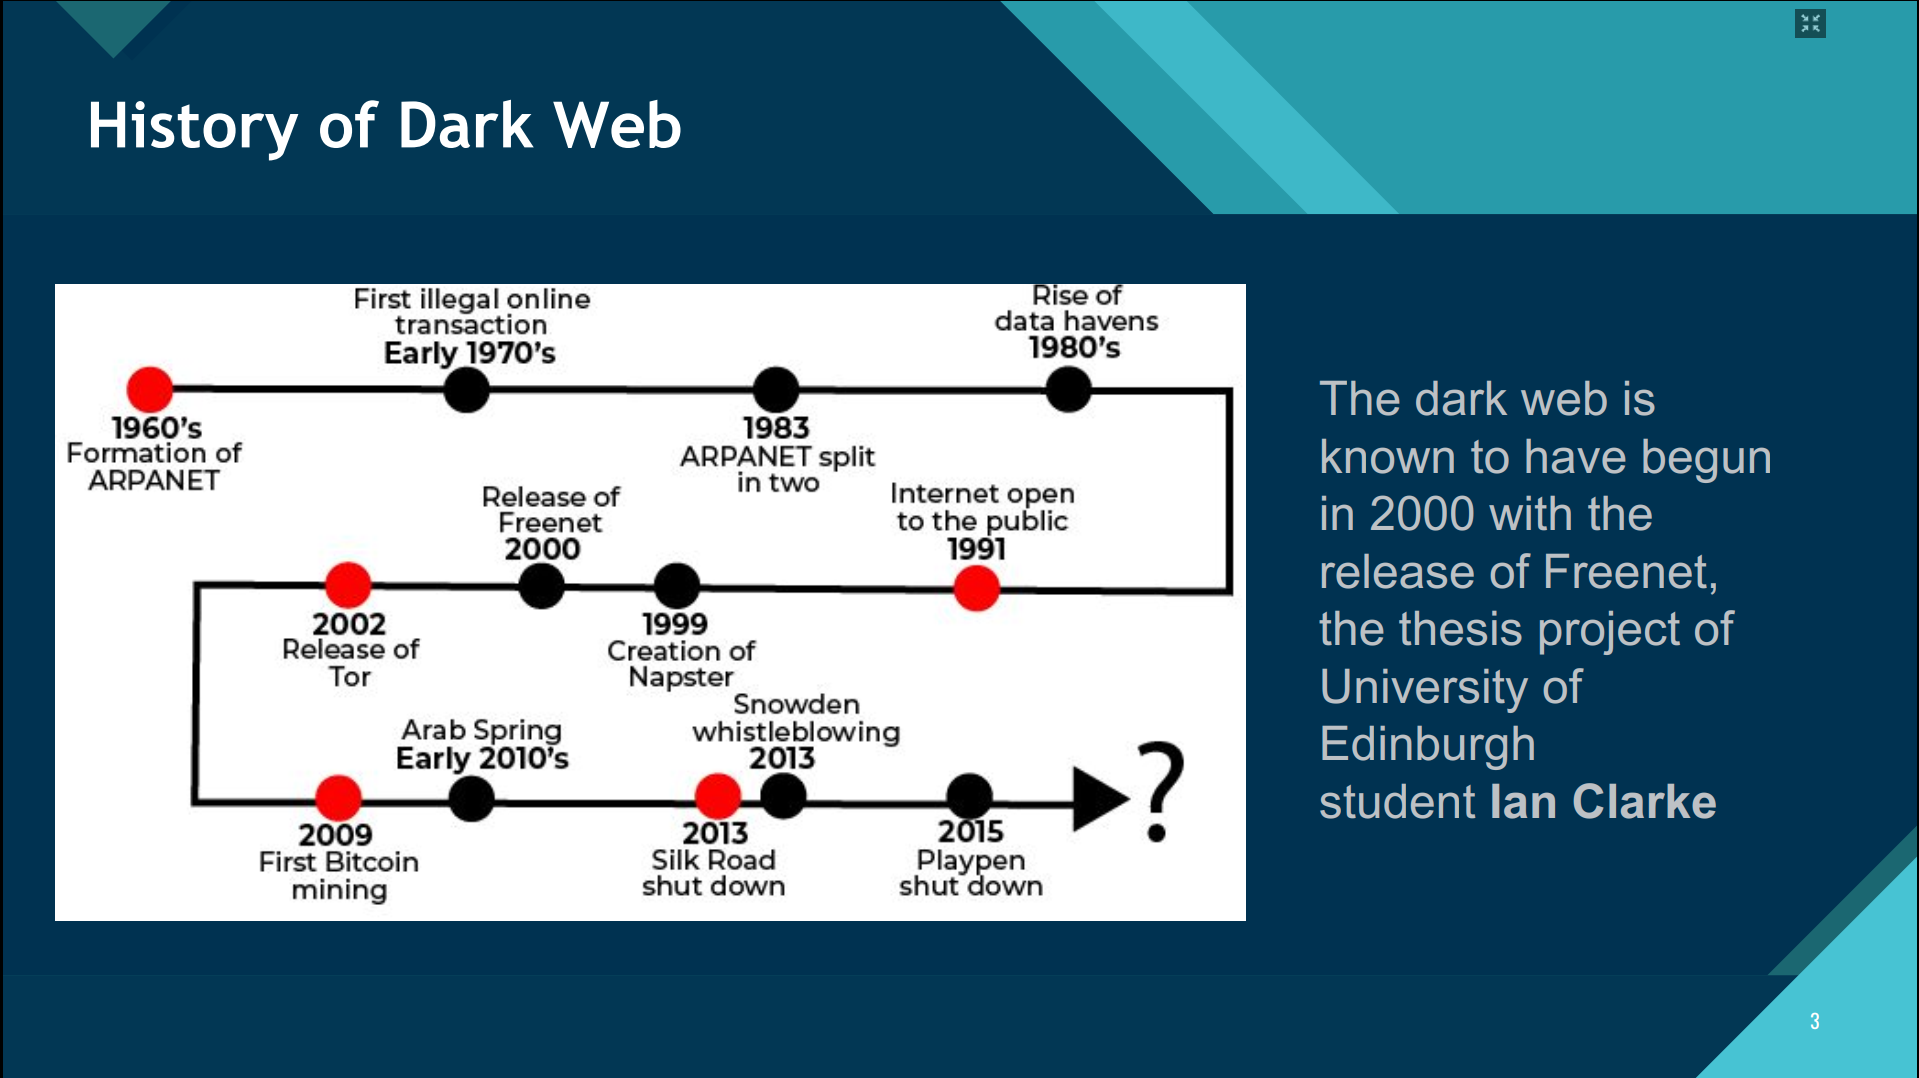 History of Dark Web
First illegal online
transaction
Early 1970's
Rise of
data havens
1980's
1960's
Formation of
ARPANET
1983
ARPANET split
in two
Internet open
to the public
1991
Release of
Freenet
2000
2002
Release of
Tor
1999
Creation of
Napster
Arab Spring
Early 2010's
Snowden
whistleblowing
2013
?
2009
First Bitcoin
mining
2013
Silk Road
shut down
2015
Playpen
shut down
The dark web is
known to have begun
in 2000 with the
release of Freenet,
the thesis project of
University of
Edinburgh
student Ian Clarke
3